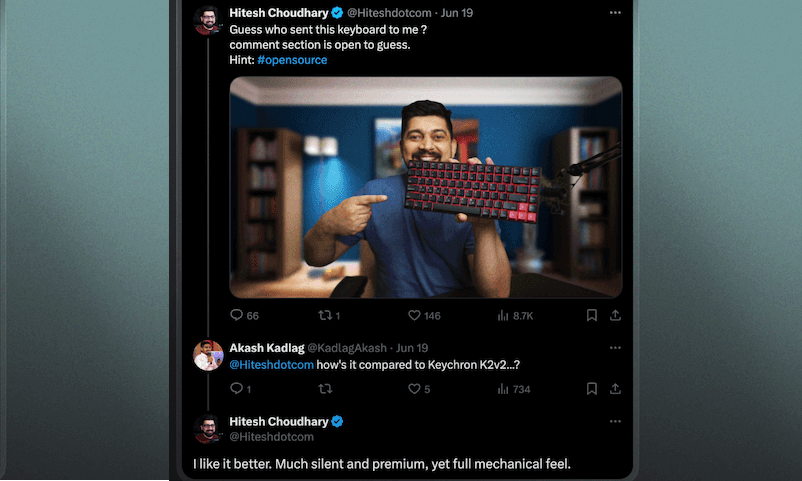 Hitesh Choudhary @Hiteshdotcom · Jun 19
Guess who sent this keyboard to me ?
comment section is open to guess.
Hint: #opensource
66 1 146 8.7K
Akash Kadlag @KadlagAkash · Jun 19
@Hiteshdotcom how's it compared to Keychron K2v2...?
1 5 734
Hitesh Choudhary
@Hiteshdotcom
I like it better. Much silent and premium, yet full mechanical feel.